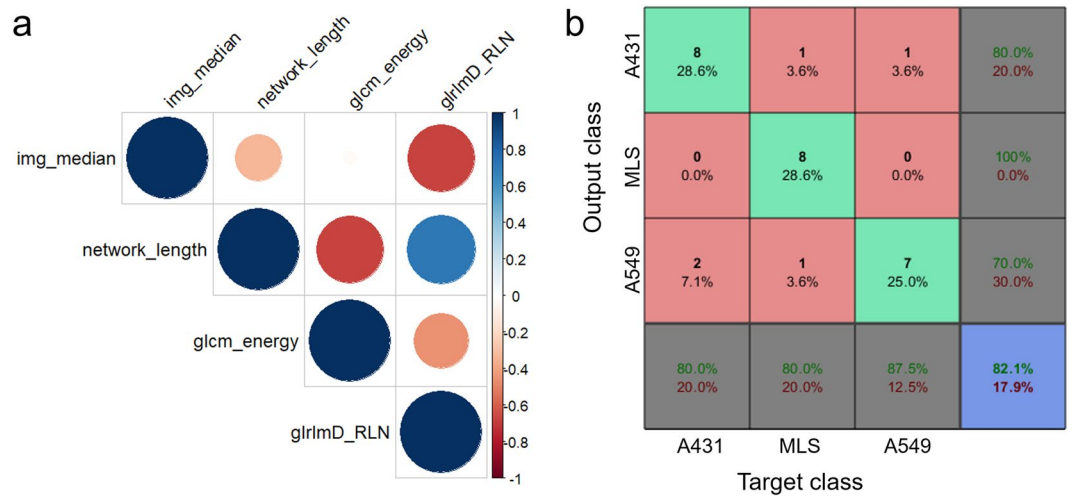 a
img_median
network_length
glcm_energy
glrlmD_RLN
img_median
network_length
glcm_energy
glrlmD_RLN
1
0.8
0.6
0.4
0.2
0
-0.2
-0.4
-0.6
-0.8
-1
b
Output class
A431
8
28.6%
1
3.6%
1
3.6%
80.0%
20.0%
MLS
0
0.0%
8
28.6%
0
0.0%
100%
0.0%
A549
2
7.1%
1
3.6%
7
25.0%
70.0%
30.0%
80.0%
20.0%
80.0%
20.0%
87.5%
12.5%
82.1%
17.9%
A431
MLS
A549
Target class